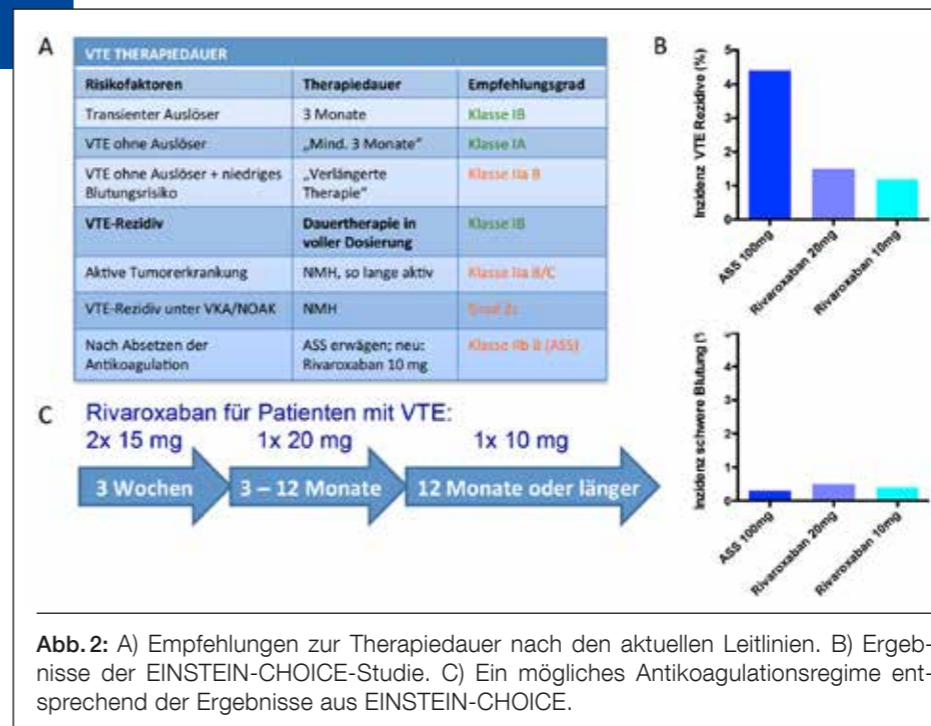 A
VTE THERAPIEDAUER
Risikofaktoren Therapiedauer Empfehlungsgrad
Transienter Auslöser 3 Monate Klasse IB
VTE ohne Auslöser „Mind. 3 Monate" Klasse IA
VTE ohne Auslöser + niedriges Blutungsrisiko „Verlängerte Therapie" Klasse IIa B
VTE-Rezidiv Dauertherapie in voller Dosierung Klasse IB
Aktive Tumorerkrankung NMH, so lange aktiv Klasse IIa B/C
VTE-Rezidiv unter VKA/NOAK NMH Grad 2c
Nach Absetzen der Antikoagulation ASS erwägen; neu: Rivaroxaban 10 mg Klasse IIb B (ASS)
B
Inzidenz VTE Rezidive (%)
5
4
3
2
1
0
ASS 100mg
Rivaroxaban 20mg
Rivaroxaban 10mg
Inzidenz schwere Blutung (
4
3
2
1
0
ASS 100mg
Rivaroxaban 20mg
Rivaroxaban 10mg
C
Rivaroxaban für Patienten mit VTE:
2x 15 mg 1x 20 mg 1x 10 mg
3 Wochen 3 – 12 Monate 12 Monate oder länger
Abb. 2: A) Empfehlungen zur Therapiedauer nach den aktuellen Leitlinien. B) Ergeb-
nisse der EINSTEIN-CHOICE-Studie. C) Ein mögliches Antikoagulationsregime ent-
sprechend der Ergebnisse aus EINSTEIN-CHOICE.